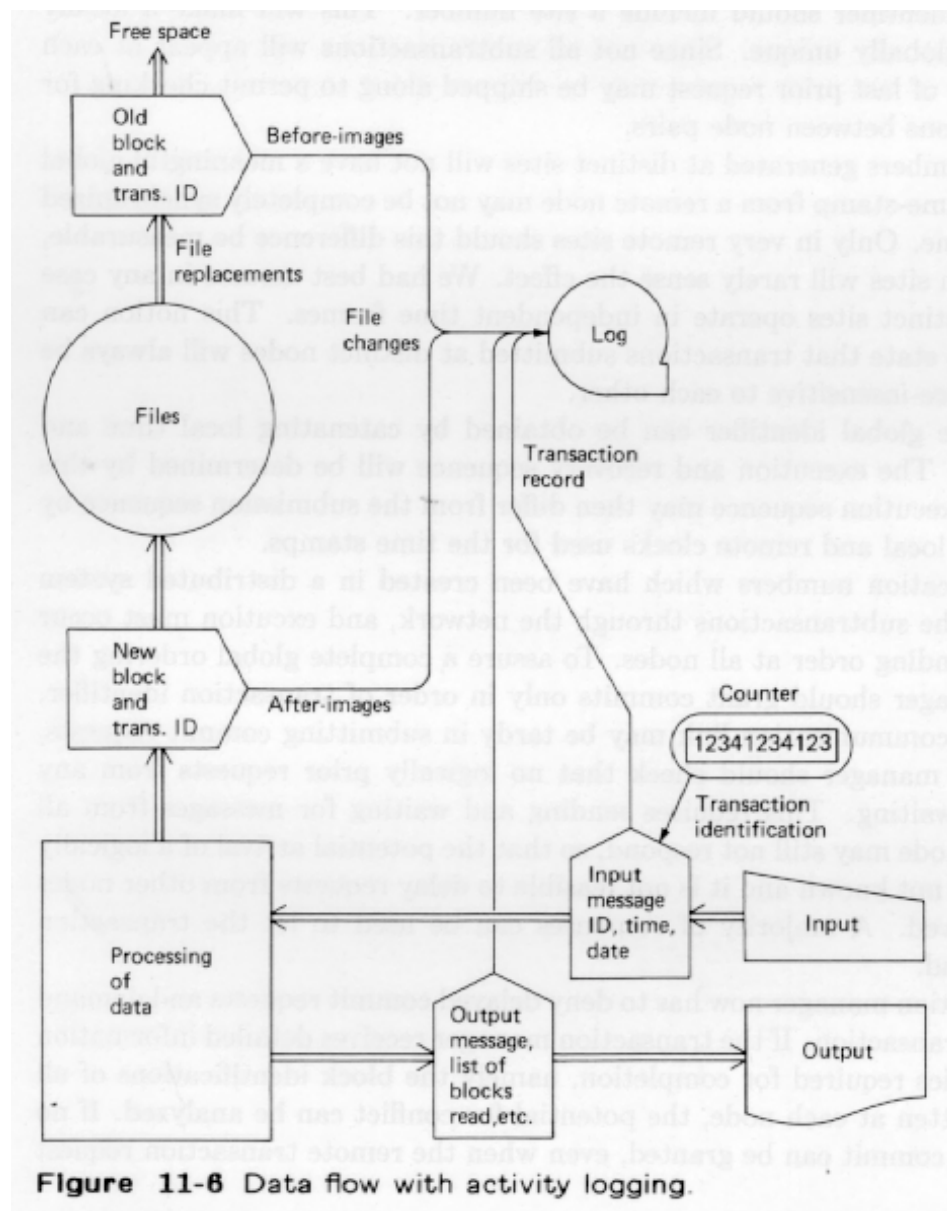 Free space
Old
block
and
trans. ID
Before-images
File
replacements
File
changes
Log
Files
Transaction
record
New
block
and
trans. ID
After-images
Counter
12341234123
Transaction
identification
Input
message
ID, time,
date
Input
Processing
of
data
Output
message,
list of
blocks
read, etc.
Output
Figure 11-6 Data flow with activity logging.